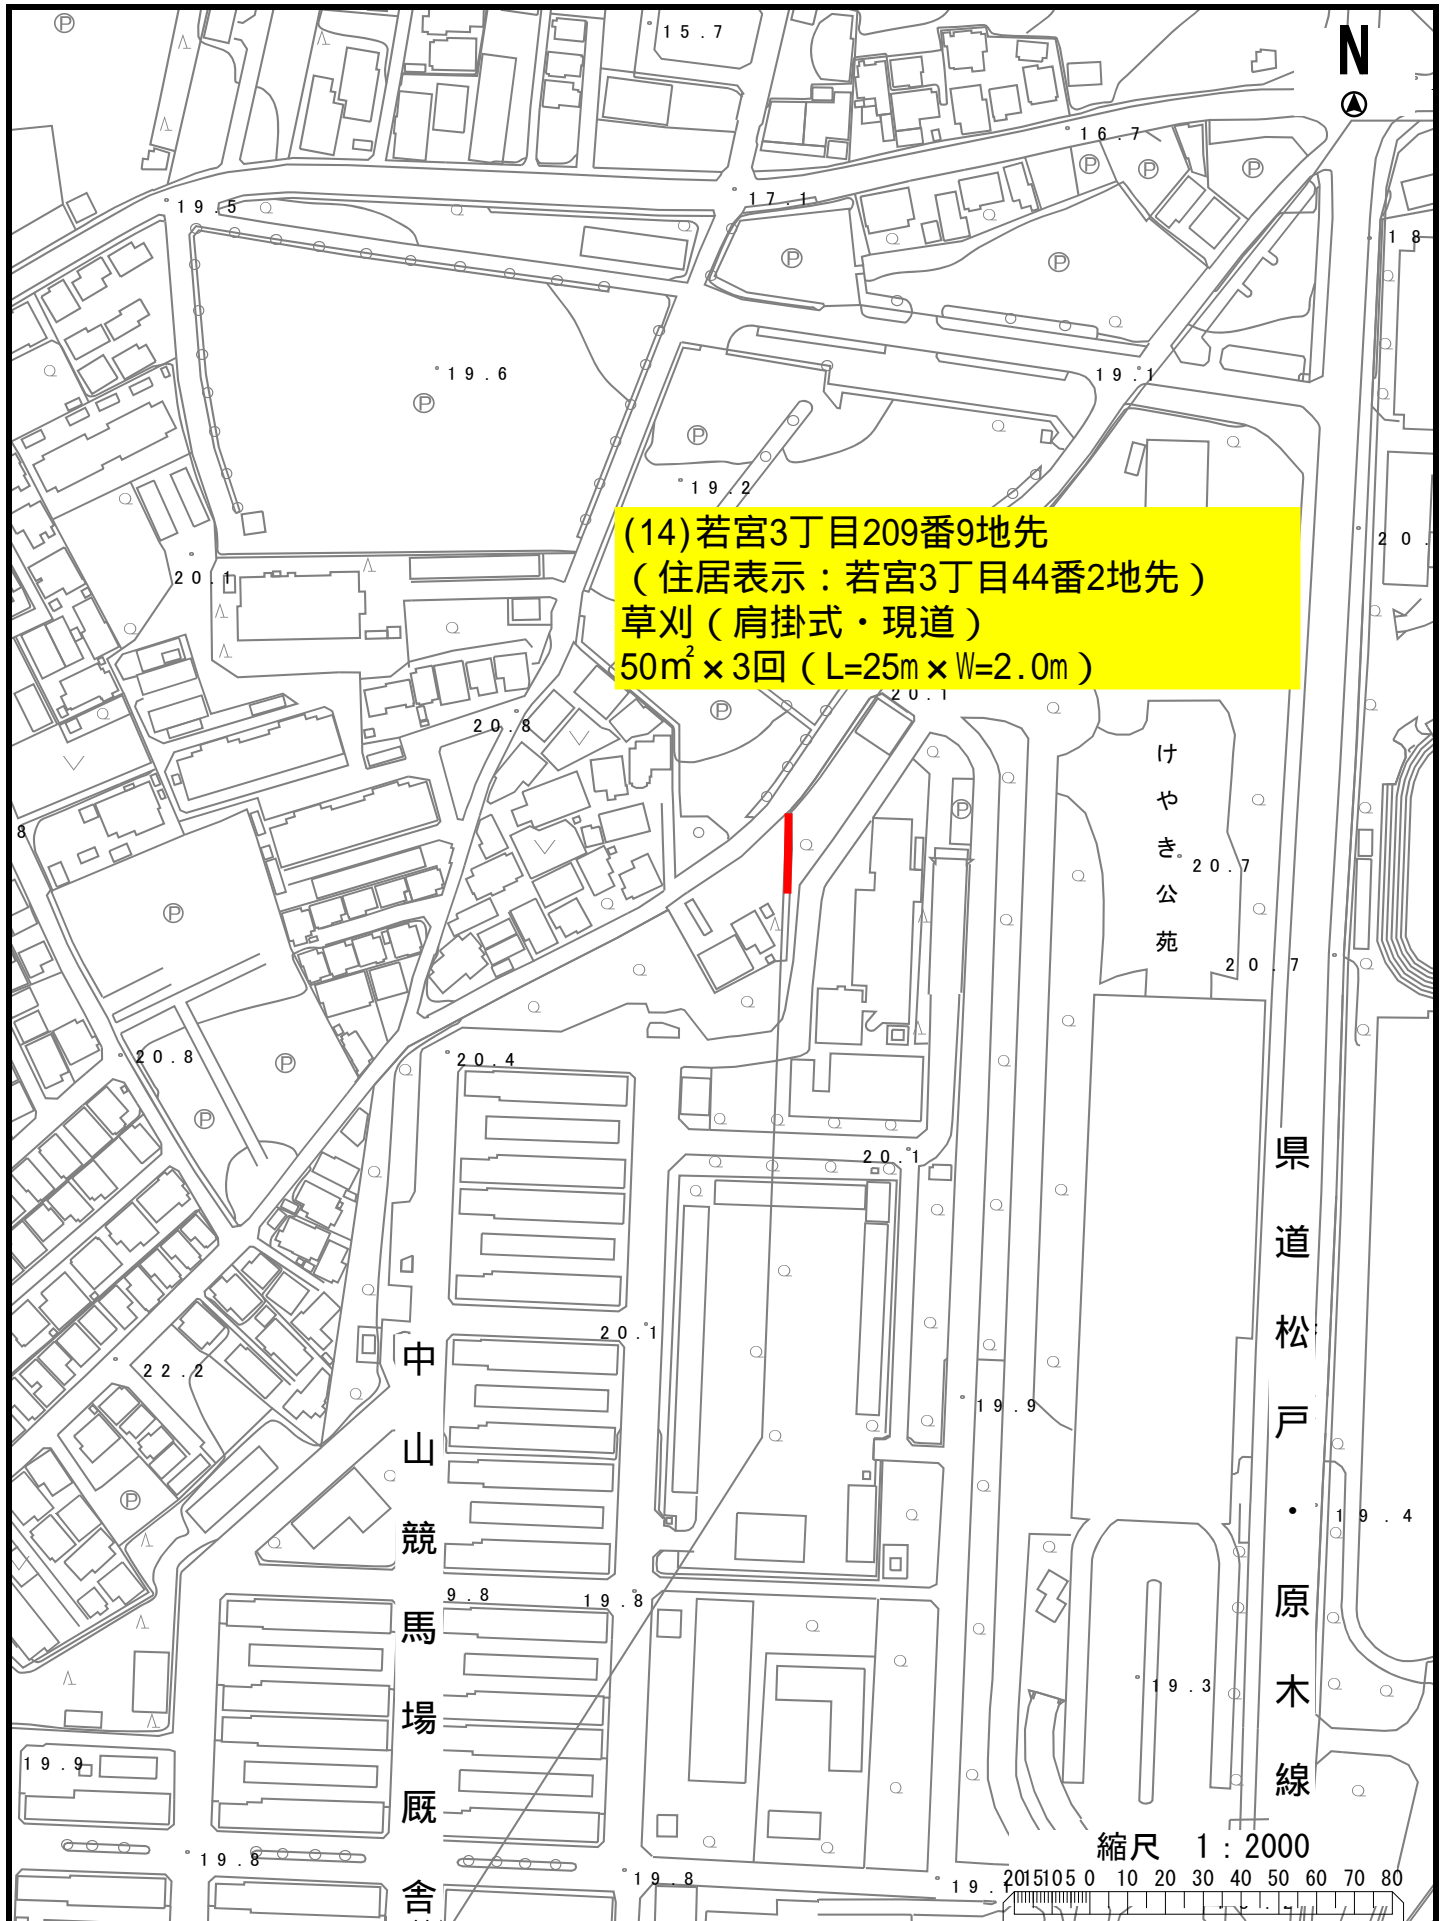 N
15.7
16.7
19.5
17.1
18
19.6
19.1
19.2
(14)若宮3丁目209番9地先
（住居表示：若宮3丁目44番2地先）
草刈（肩掛式・現道）
50㎡×3回（L=25m×W=2.0m）
20.
20.1
20.1
20.8
けやき公苑
20.7
8
20.7
20.8
20.4
20.1
県道松戸・原木線
20.1
22.2
中山競馬場厩舎
19.9
19.4
9.8
19.8
19.3
19.9
19.8
19.8
19.
縮尺 1:2000
20 15 10 5 0 10 20 30 40 50 60 70 80
P
P
P
P
P
P
P
P
P
P
P
P
P
P